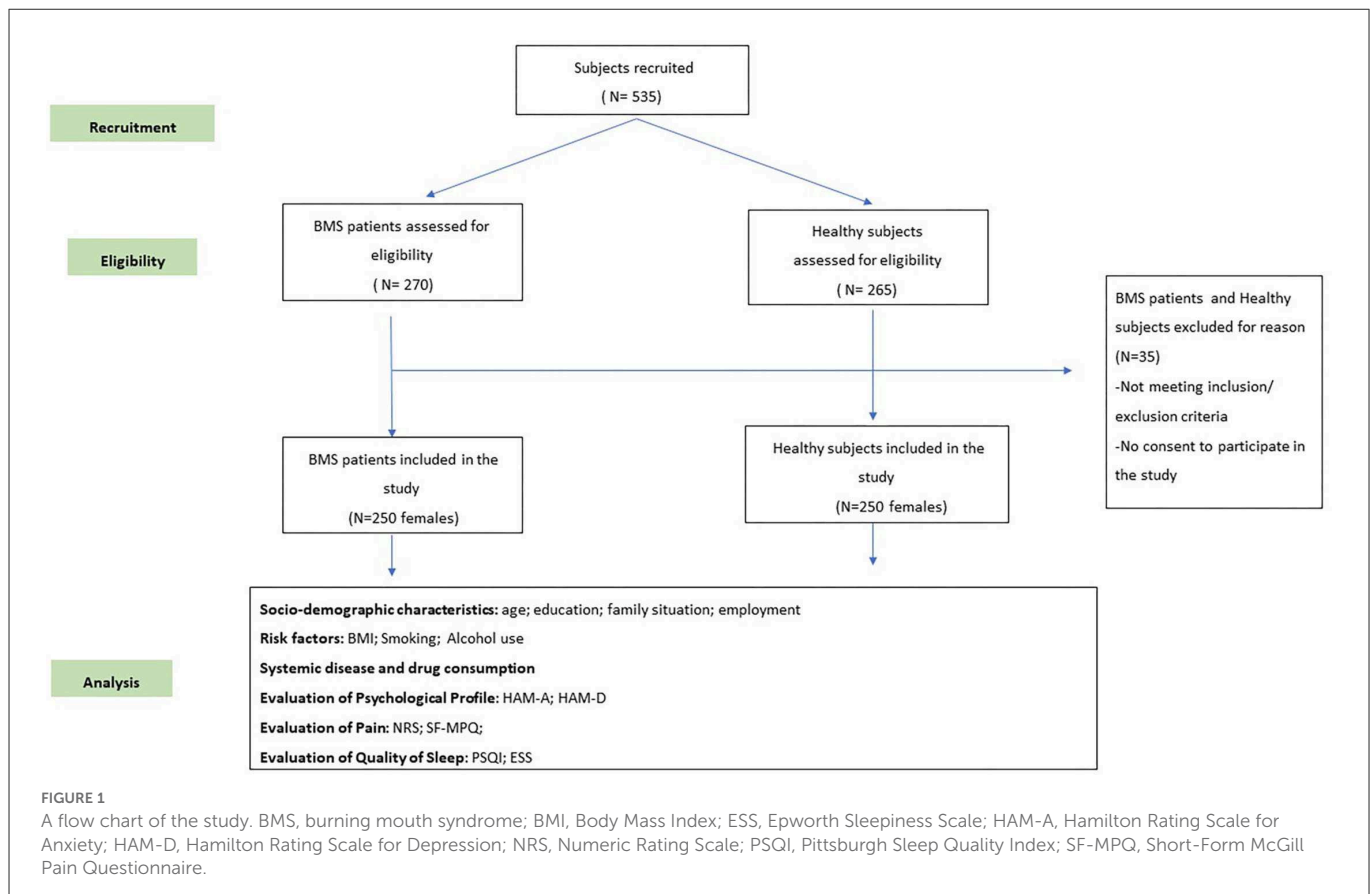 Subjects recruited
( N= 535)
Recruitment
BMS patients assessed for
eligibility
( N= 270)
Healthy subjects
assessed for eligibility
( N= 265)
Eligibility
BMS patients and Healthy
subjects excluded for reason
(N=35)
-Not meeting inclusion/
exclusion criteria
-No consent to participate in
the study
BMS patients included in the
study
(N=250 females)
Healthy subjects included in the
study
(N=250 females)
Analysis
Socio-demographic characteristics: age; education; family situation; employment
Risk factors: BMI; Smoking; Alcohol use
Systemic disease and drug consumption
Evaluation of Psychological Profile: HAM-A; HAM-D
Evaluation of Pain: NRS; SF-MPQ;
Evaluation of Quality of Sleep: PSQI; ESS
FIGURE 1
A flow chart of the study. BMS, burning mouth syndrome; BMI, Body Mass Index; ESS, Epworth Sleepiness Scale; HAM-A, Hamilton Rating Scale for
Anxiety; HAM-D, Hamilton Rating Scale for Depression; NRS, Numeric Rating Scale; PSQI, Pittsburgh Sleep Quality Index; SF-MPQ, Short-Form McGill
Pain Questionnaire.